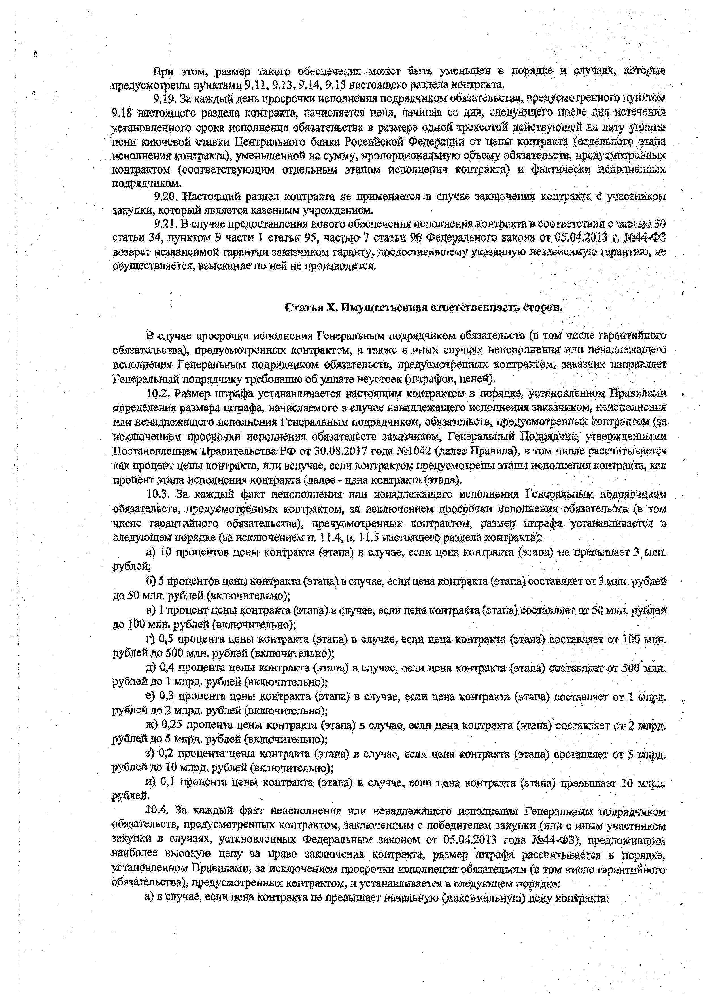 При этом, размер такого обеспечения может быть уменьшен в порядке и случаях, которые
предусмотрены пунктами 9.11, 9.13, 9.14, 9.15 настоящего раздела контракта.
9.19. За каждый день просрочки исполнения подрядчиком обязательства, предусмотренного пунктом
9.18 настоящего раздела контракта, начисляется пеня, начиная со дня, следующего после дня истечения
установленного срока исполнения обязательства в размере одной трехсотой действующей на дату уплаты
пени ключевой ставки Центрального банка Российской Федерации от цены контракта (отдельного этапа
исполнения контракта), уменьшенной на сумму, пропорциональную объему обязательств, предусмотренных
контрактом (соответствующим отдельным этапом исполнения контракта) и фактически исполненных
подрядчиком.
9.20. Настоящий раздел контракта не применяется в случае заключения контракта с участником
закупки, который является казенным учреждением.
9.21. В случае предоставления нового обеспечения исполнения контракта в соответствии с частью 30
статьи 34, пунктом 9 части 1 статьи 95, частью 7 статьи 96 Федерального закона от 05.04.2013 г. №44-ФЗ
возврат независимой гарантии заказчиком гаранту, предоставившему указанную независимую гарантию, не
осуществляется, взыскание по ней не производится.
Статья X. Имущественная ответственность сторон.
В случае просрочки исполнения Генеральным подрядчиком обязательств (в том числе гарантийного
обязательства), предусмотренных контрактом, а также в иных случаях неисполнения или ненадлежащего
исполнения Генеральным подрядчиком обязательств, предусмотренных контрактом, заказчик направляет
Генеральный подрядчику требование об уплате неустоек (штрафов, пеней).
10.2. Размер штрафа устанавливается настоящим контрактом в порядке, установленном Правилами
определения размера штрафа, начисляемого в случае ненадлежащего исполнения заказчиком, неисполнения
или ненадлежащего исполнения Генеральным подрядчиком, обязательств, предусмотренных контрактом (за
исключением просрочки исполнения обязательств заказчиком, Генеральный Подрядчик, утвержденными
Постановлением Правительства РФ от 30.08.2017 года №1042 (далее Правила), в том числе рассчитывается
как процент цены контракта, или вслучае, если контрактом предусмотрены этапы исполнения контракта, как
процент этапа исполнения контракта (далее - цена контракта (этапа).
10.3. За каждый факт неисполнения или ненадлежащего исполнения Генеральным подрядчиком
обязательств, предусмотренных контрактом, за исключением просрочки исполнения обязательств (в том
числе гарантийного обязательства), предусмотренных контрактом, размер штрафа устанавливается в
следующем порядке (за исключением п. 11.4, п. 11.5 настоящего раздела контракта):
а) 10 процентов цены контракта (этапа) в случае, если цена контракта (этапа) не превышает 3 млн.
рублей;
б) 5 процентов цены контракта (этапа) в случае, если цена контракта (этапа) составляет от 3 млн. рублей
до 50 млн. рублей (включительно);
в) 1 процент цены контракта (этапа) в случае, если цена контракта (этапа) составляет от 50 млн. рублей
до 100 млн. рублей (включительно);
г) 0,5 процента цены контракта (этапа) в случае, если цена контракта (этапа) составляет от 100 млн.
рублей до 500 млн. рублей (включительно);
д) 0,4 процента цены контракта (этапа) в случае, если цена контракта (этапа) составляет от 500 млн.
рублей до 1 млрд. рублей (включительно);
е) 0,3 процента цены контракта (этапа) в случае, если цена контракта (этапа) составляет от 1 млрд.
рублей до 2 млрд. рублей (включительно);
ж) 0,25 процента цены контракта (этапа) в случае, если цена контракта (этапа) составляет от 2 млрд.
рублей до 5 млрд. рублей (включительно);
з) 0,2 процента цены контракта (этапа) в случае, если цена контракта (этапа) составляет от 5 млрд.
рублей до 10 млрд. рублей (включительно);
и) 0,1 процента цены контракта (этапа) в случае, если цена контракта (этапа) превышает 10 млрд.
рублей.
10.4. За каждый факт неисполнения или ненадлежащего исполнения Генеральным подрядчиком
обязательств, предусмотренных контрактом, заключенным с победителем закупки (или с иным участником
закупки в случаях, установленных Федеральным законом от 05.04.2013 года №44-ФЗ), предложившим
наиболее высокую цену за право заключения контракта, размер штрафа рассчитывается в порядке,
установленном Правилами, за исключением просрочки исполнения обязательств (в том числе гарантийного
обязательства), предусмотренных контрактом, и устанавливается в следующем порядке:
а) в случае, если цена контракта не превышает начальную (максимальную) цену контракта: